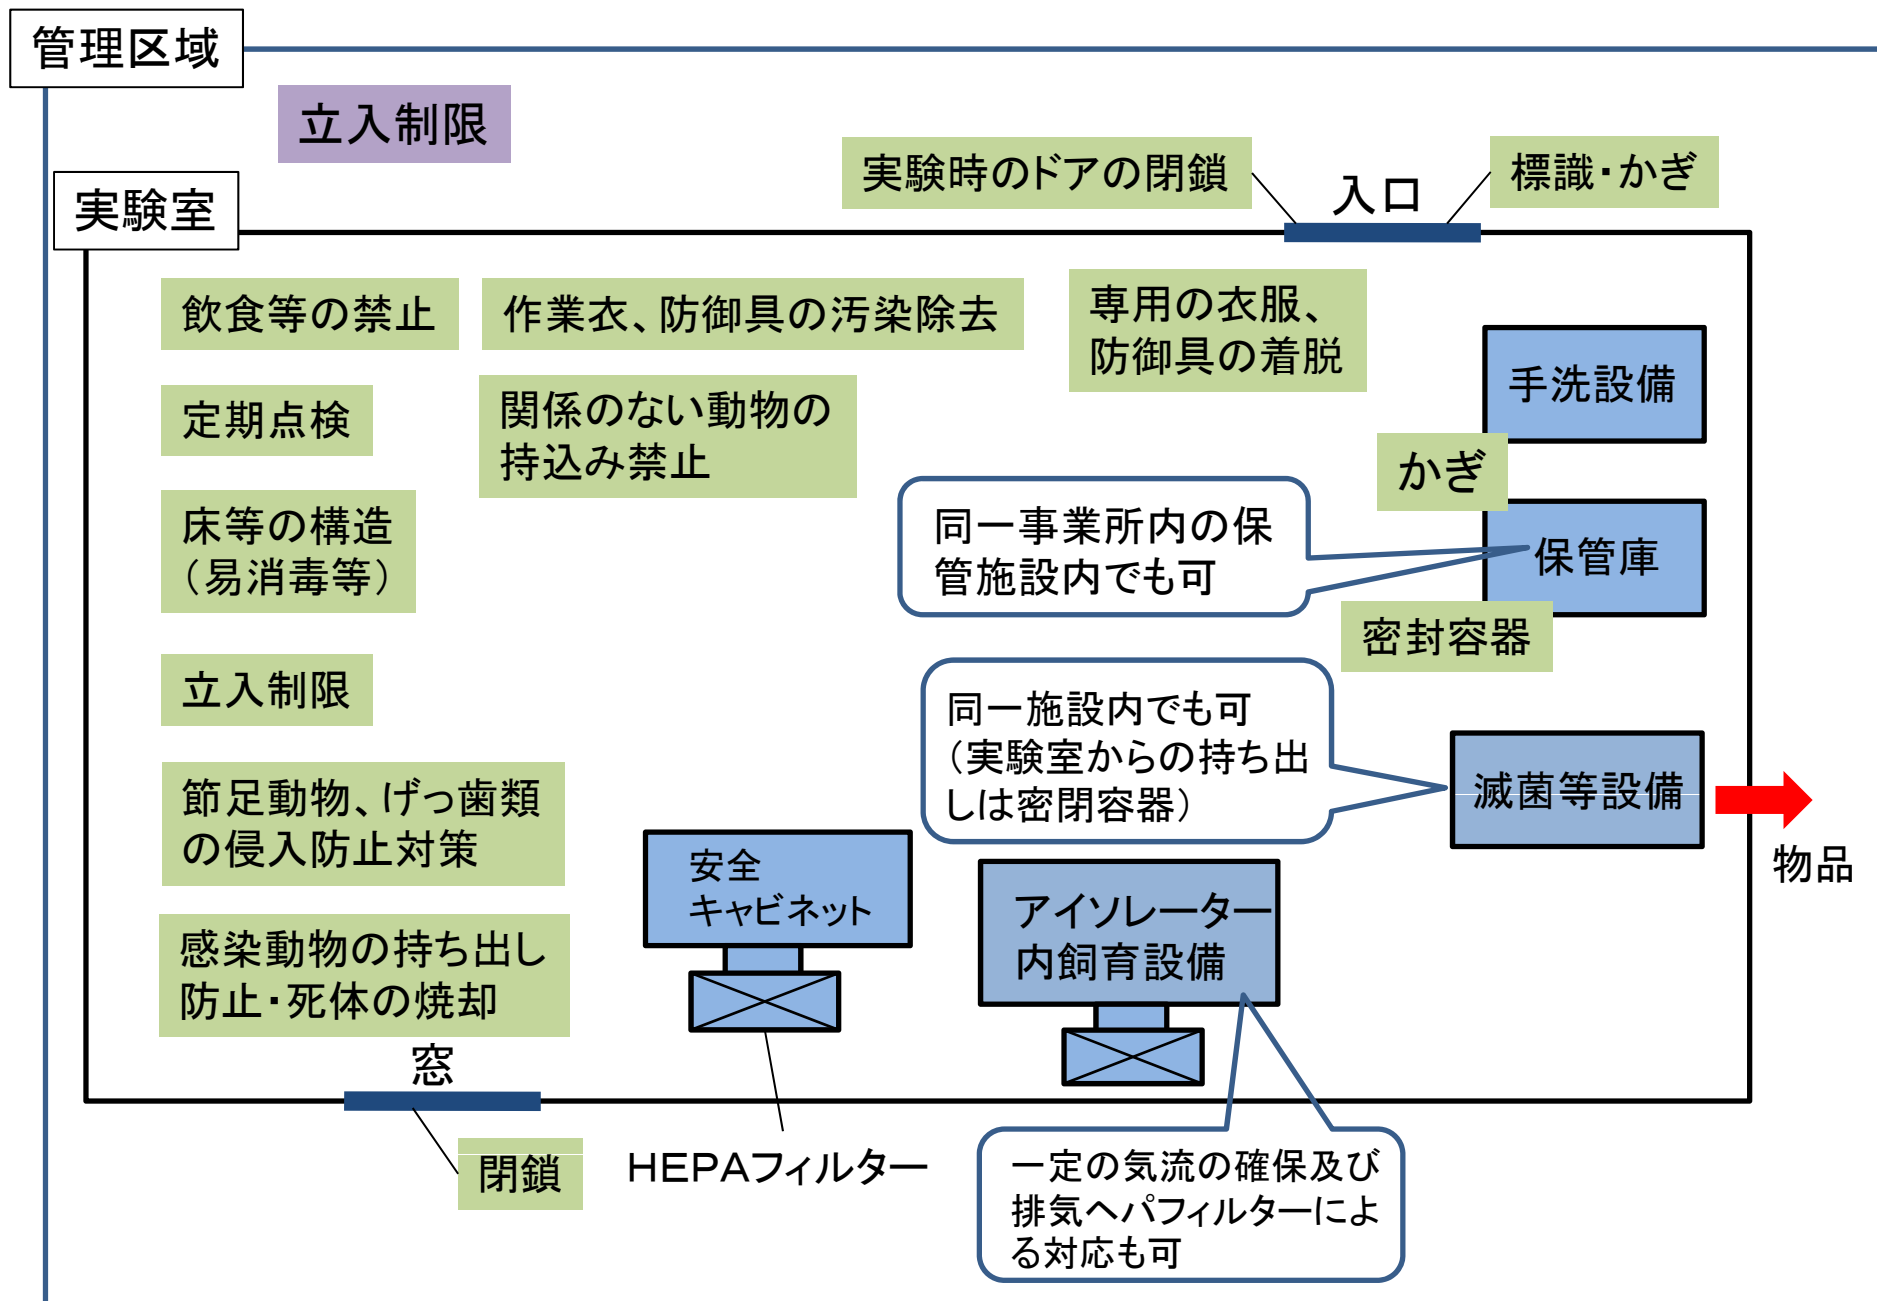 管理区域
立入制限
実験時のドアの閉鎖
入口
標識・かぎ
実験室
飲食等の禁止
作業衣、防御具の汚染除去
専用の衣服、
防御具の着脱
手洗設備
定期点検
関係のない動物の
持込み禁止
かぎ
床等の構造
（易消毒等）
同一事業所内の保
管施設内でも可
保管庫
密封容器
立入制限
同一施設内でも可
（実験室からの持ち出
しは密閉容器）
滅菌等設備
物品
節足動物、げっ歯類
の侵入防止対策
安全
キャビネット
アイソレーター
内飼育設備
感染動物の持ち出し
防止・死体の焼却
窓
閉鎖
HEPAフィルター
一定の気流の確保及び
排気ヘパフィルターによ
る対応も可